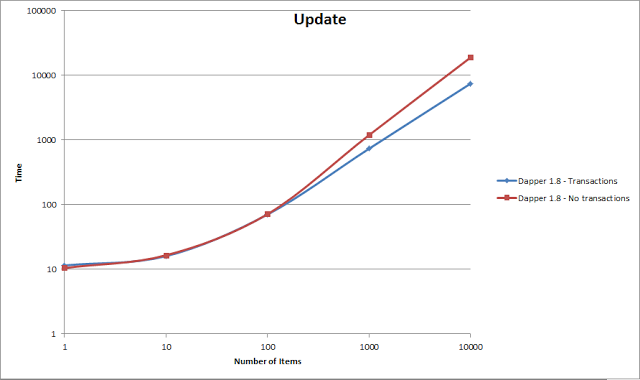 Update
100000
10000
1000
100
10
1
Time
1 10 100 1000 10000
Number of Items
Dapper 1.8 - Transactions
Dapper 1.8 - No transactions